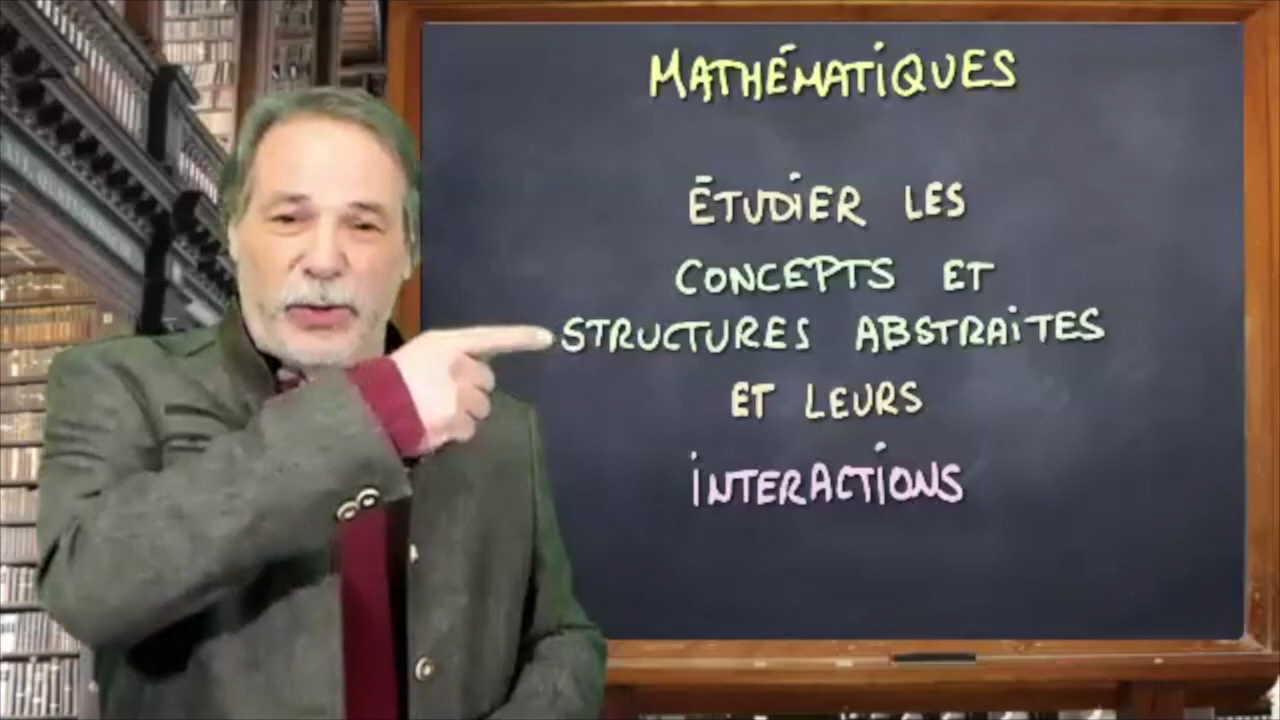 MATHÉMATIQUES
ÉTUDIER LES
CONCEPTS ET
STRUCTURES ABSTRAITES
ET LEURS
INTERACTIONS